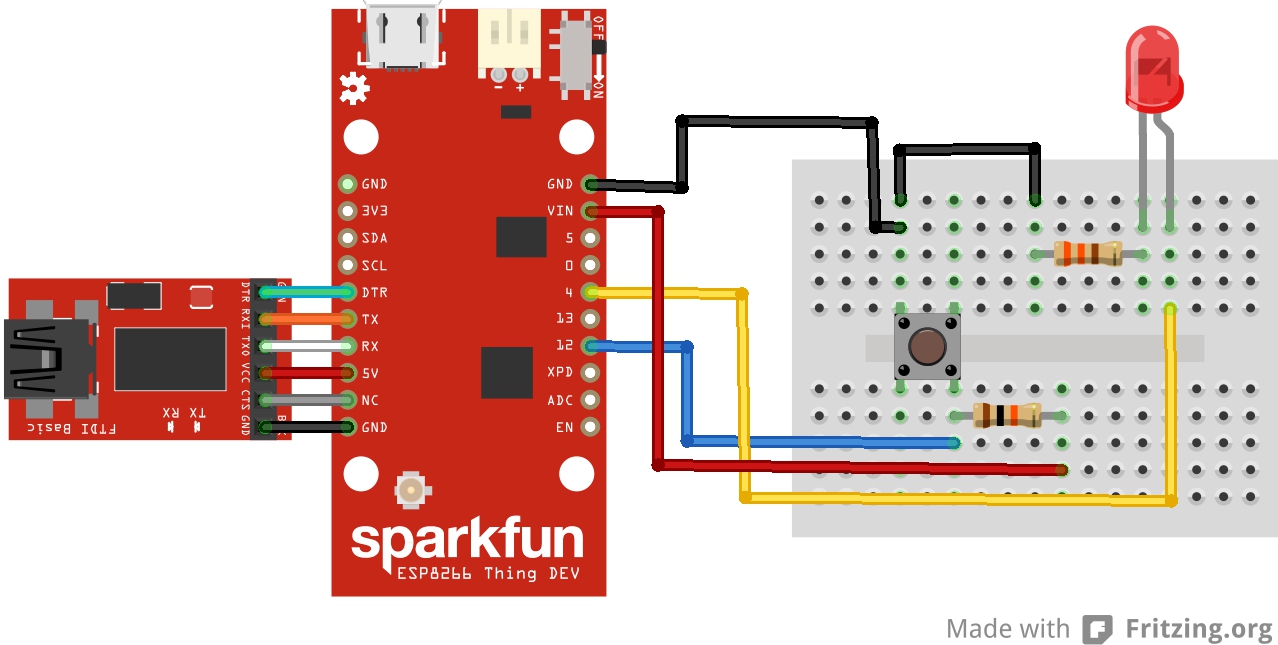 OFF
ON
- +
GND GND
3V3 VIN
SDA 5
SCL 0
DTR 4
TX 13
RX 12
5V XPD
NC ADC
GND EN
DTR
RXI
TXO
VCC
CTS
GND
TX RX
FTDI Basic
sparkfun
ESP8266 Thing DEV
Made with Fritzing.org